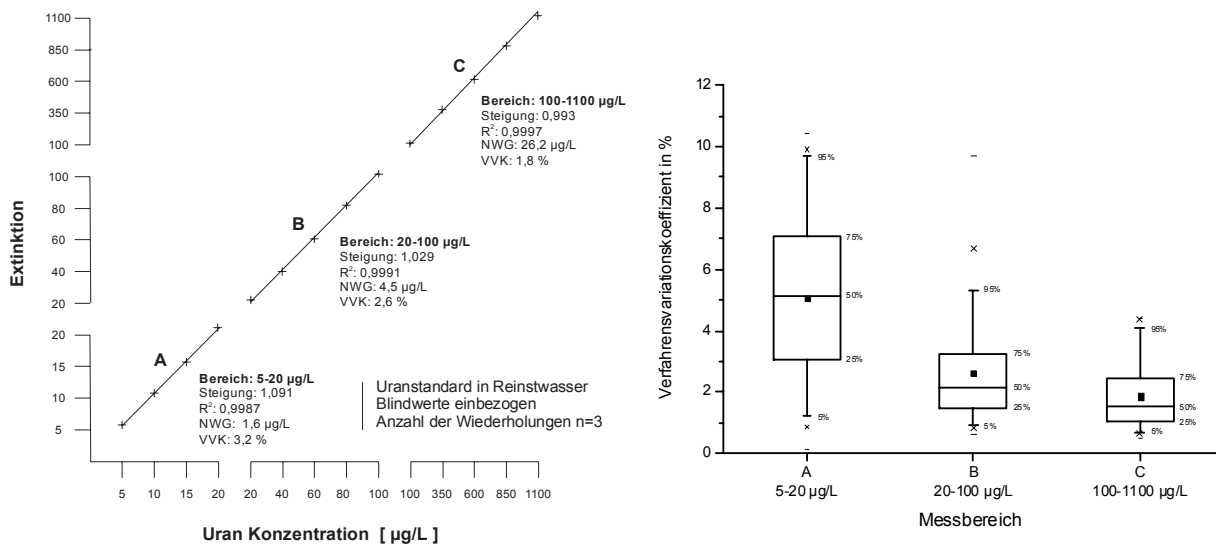 1100
850
600
350
100
C
Bereich: 100-1100 µg/L
Steigung: 0,993
R²: 0,9997
NWG: 26,2 µg/L
VVK: 1,8 %
100
80
60
40
20
B
Bereich: 20-100 µg/L
Steigung: 1,029
R²: 0,9991
NWG: 4,5 µg/L
VVK: 2,6 %
20
15
10
5
A
Bereich: 5-20 µg/L
Steigung: 1,091
R²: 0,9987
NWG: 1,6 µg/L
VVK: 3,2 %
Uranstandard in Reinstwasser
Blindwerte einbezogen
Anzahl der Wiederholungen n=3
Extinktion
5 10 15 20 20 40 60 80 100 100 350 600 850 1100
Uran Konzentration [ µg/L ]
Verfahrensvariationskoeffizient in %
12
10
8
6
4
2
0
95%
75%
50%
25%
5%
95%
75%
50%
25%
5%
95%
75%
50%
25%
5%
A B C
5-20 µg/L 20-100 µg/L 100-1100 µg/L
Messbereich